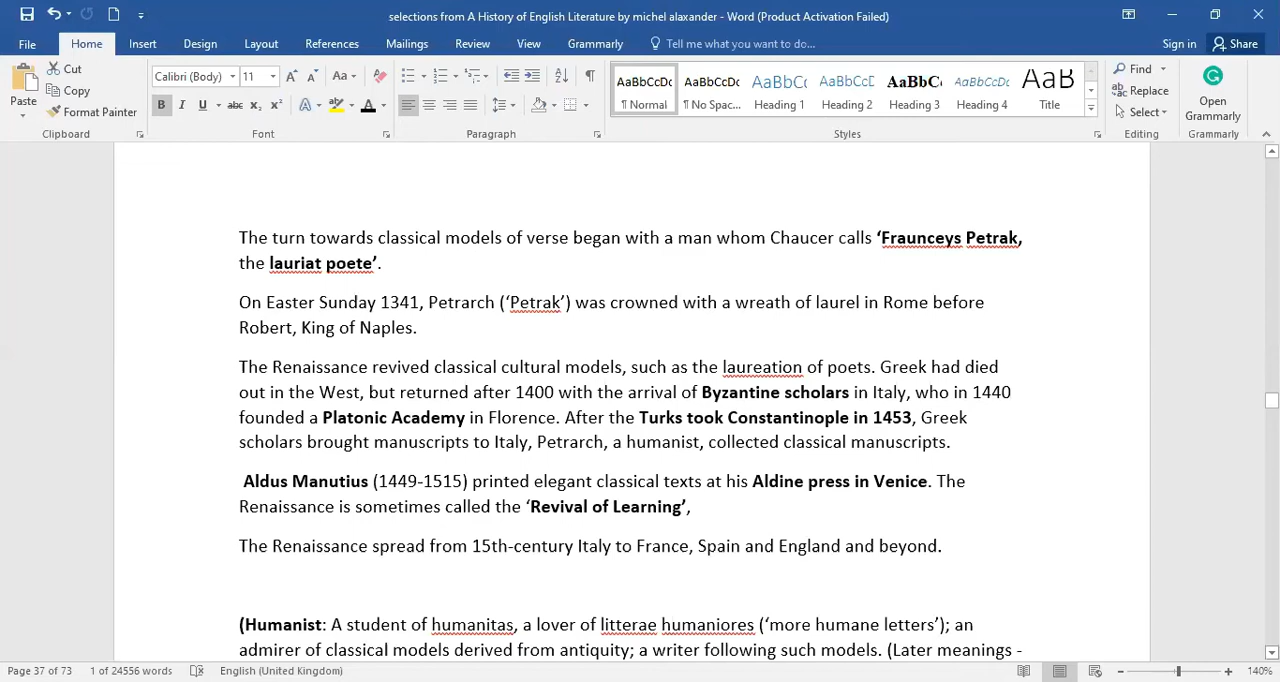 selections from A History of English Literature by michel alaxander - Word (Product Activation Failed)
File Home Insert Design Layout References Mailings Review View Grammarly Tell me what you want to do... Sign in Share
Paste Cut Copy Format Painter
Clipboard
Calibri (Body) 11
Font
Paragraph
AaBbCcDc AaBbCcDc AaBbC AaBbCcD AaBbC AaBbCcDc AaB
¶ Normal ¶ No Spac... Heading 1 Heading 2 Heading 3 Heading 4 Title
Styles
Find Replace Select
Editing
Open Grammarly
Grammarly
The turn towards classical models of verse began with a man whom Chaucer calls ‘Fraunceys Petrak,
the lauriat poete’.
On Easter Sunday 1341, Petrarch (‘Petrak’) was crowned with a wreath of laurel in Rome before
Robert, King of Naples.
The Renaissance revived classical cultural models, such as the laureation of poets. Greek had died
out in the West, but returned after 1400 with the arrival of Byzantine scholars in Italy, who in 1440
founded a Platonic Academy in Florence. After the Turks took Constantinople in 1453, Greek
scholars brought manuscripts to Italy, Petrarch, a humanist, collected classical manuscripts.
Aldus Manutius (1449-1515) printed elegant classical texts at his Aldine press in Venice. The
Renaissance is sometimes called the ‘Revival of Learning’,
The Renaissance spread from 15th-century Italy to France, Spain and England and beyond.
(Humanist: A student of humanitas, a lover of litterae humaniores (‘more humane letters’); an
admirer of classical models derived from antiquity; a writer following such models. (Later meanings -
Page 37 of 73 1 of 24556 words English (United Kingdom) 140%